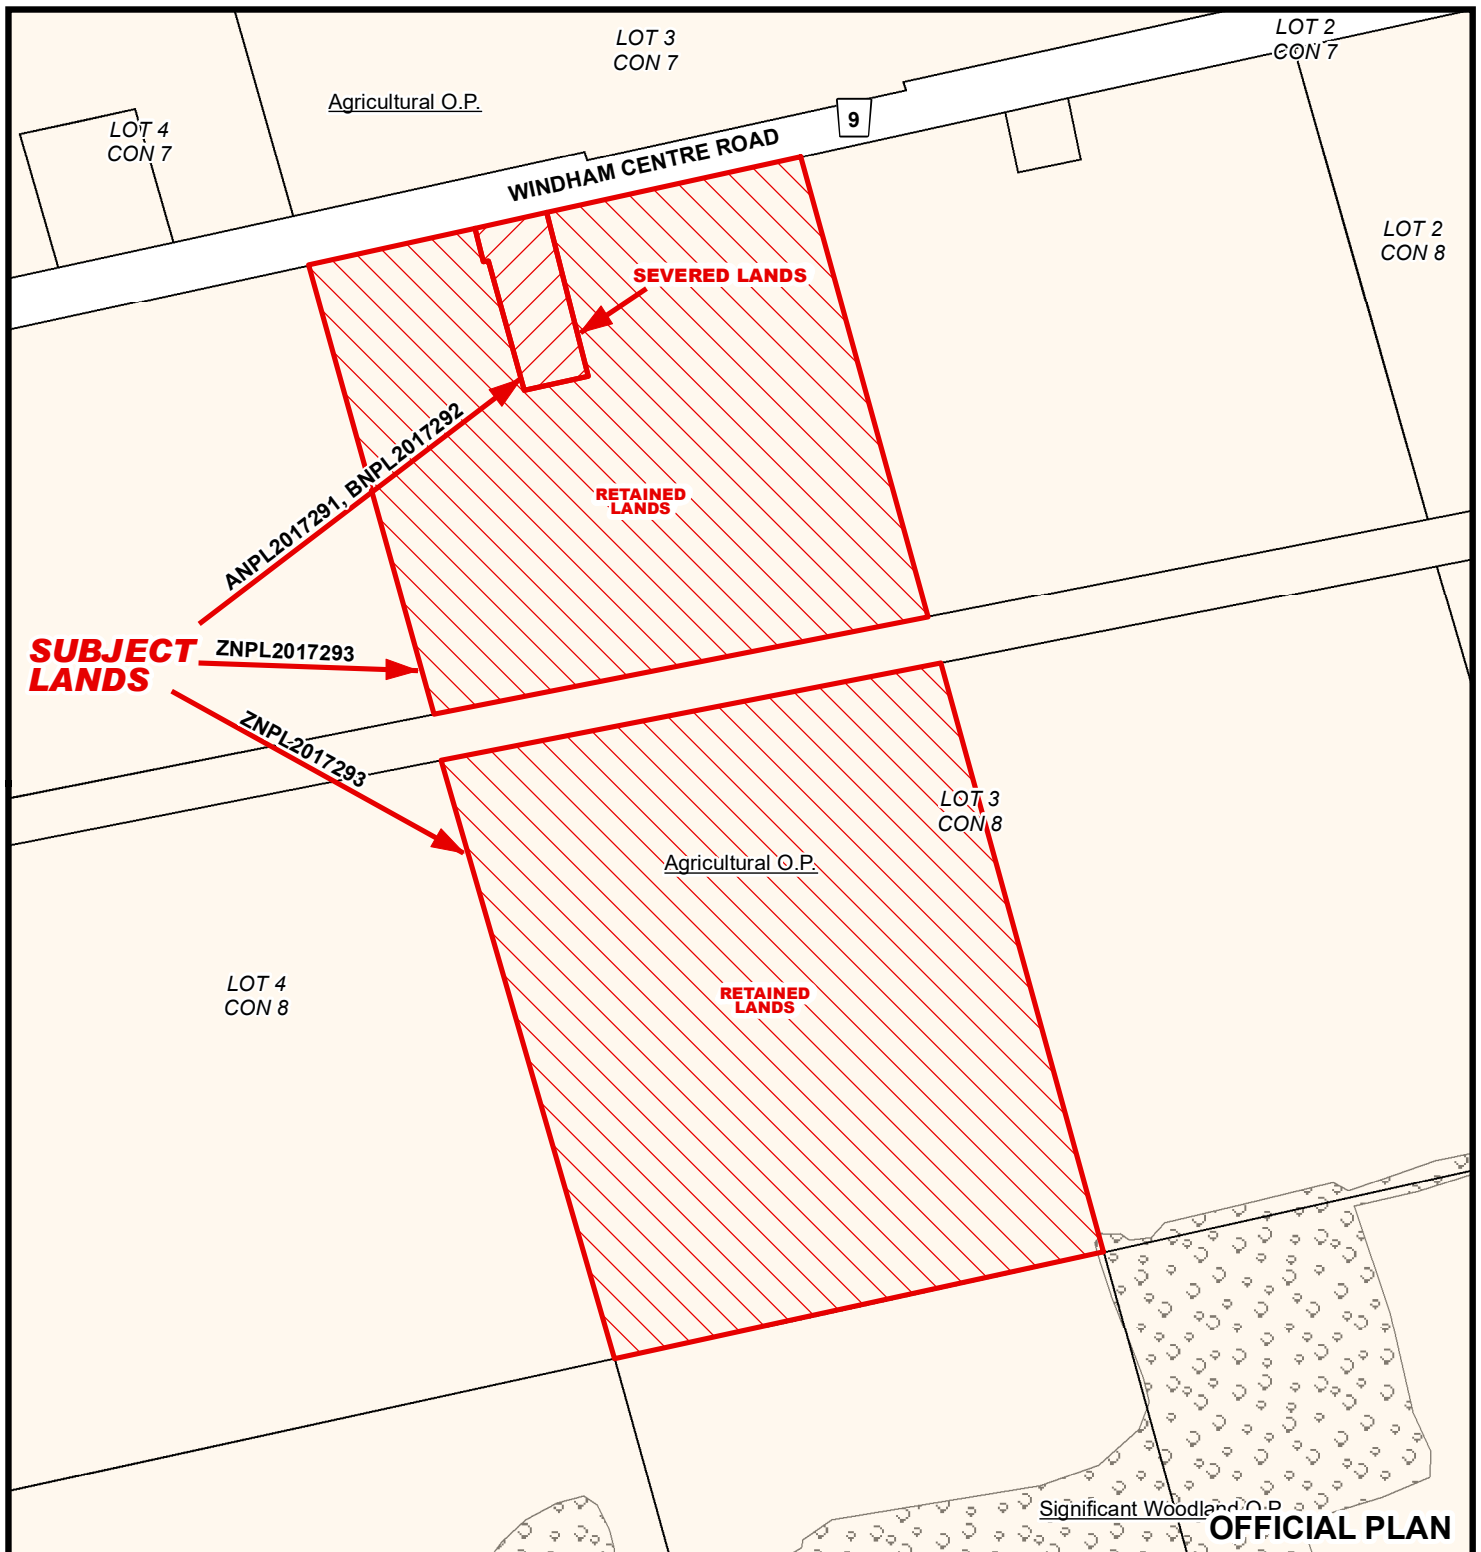 LOT 3
CON 7
LOT 2
CON 7
Agricultural O.P.
LOT 4
CON 7
9
WINDHAM CENTRE ROAD
LOT 2
CON 8
SEVERED LANDS
ANPL2017291, BNPL2017292
RETAINED
LANDS
SUBJECT
LANDS
ZNPL2017293
ZNPL2017293
LOT 3
CON 8
Agricultural O.P.
LOT 4
CON 8
RETAINED
LANDS
Significant Woodland O.P.
OFFICIAL PLAN